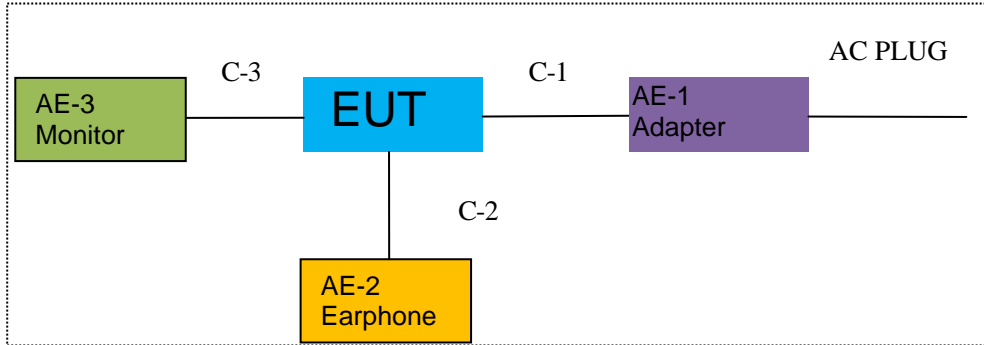 AC PLUG
C-3
C-1
AE-3
Monitor
EUT
AE-1
Adapter
C-2
AE-2
Earphone